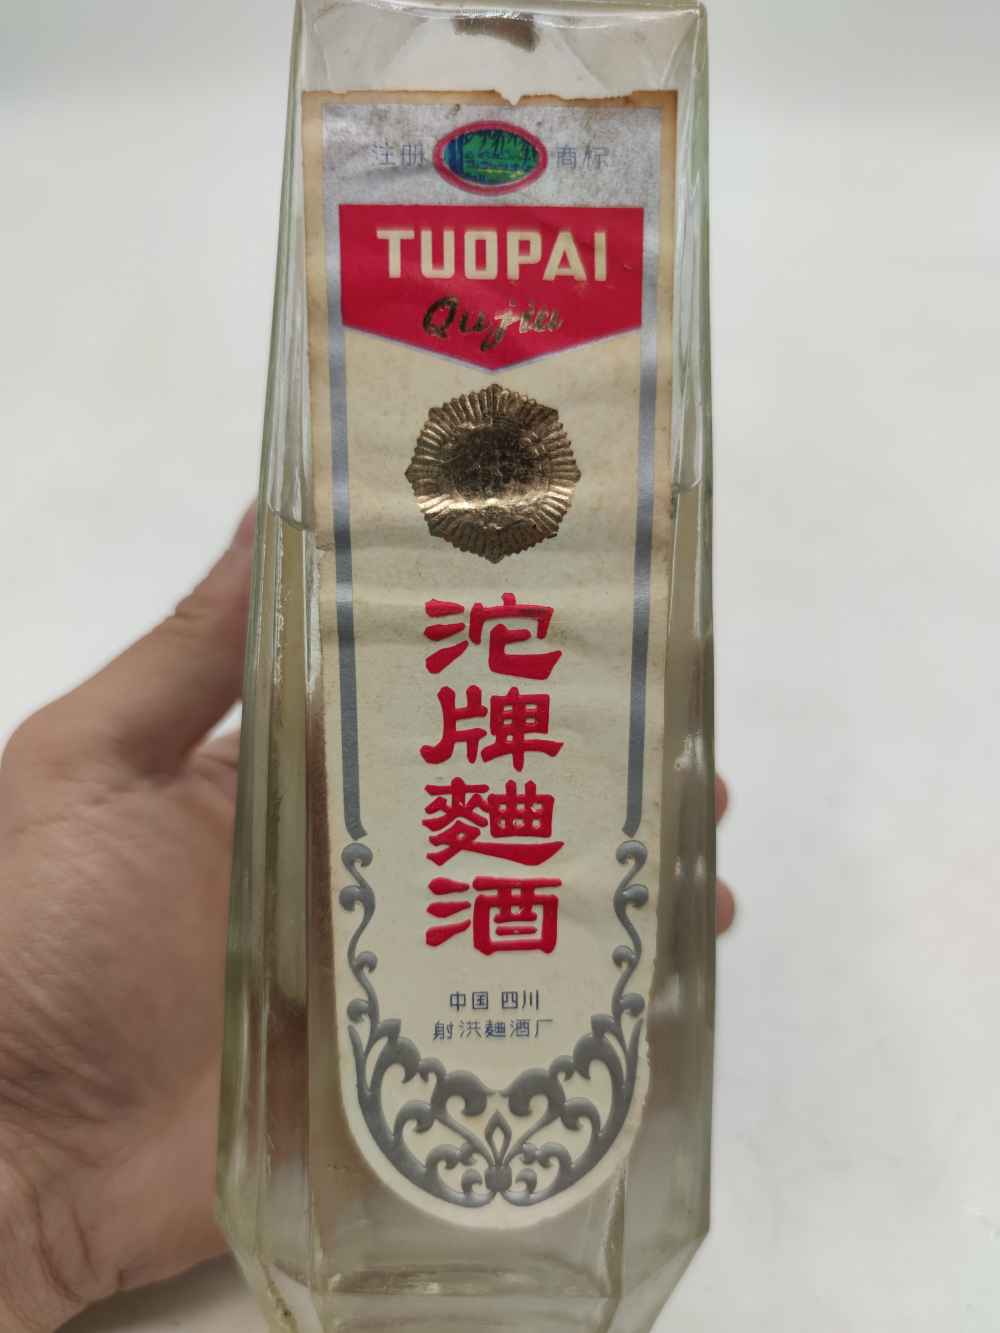 注册 商标
TUOPAI
Qujiu
沱牌麯酒
中国 四川
射洪麯酒厂